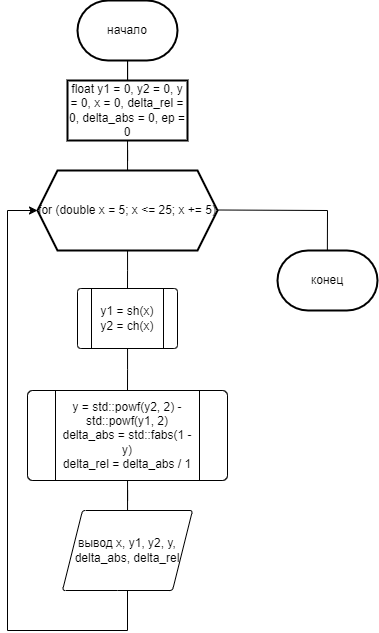 начало
float y1 = 0, y2 = 0, y
= 0, x = 0, delta_rel =
0, delta_abs = 0, ep =
0
for (double x = 5; x <= 25; x += 5)
конец
y1 = sh(x)
y2 = ch(x)
y = std::powf(y2, 2) -
std::powf(y1, 2)
delta_abs = std::fabs(1 -
y)
delta_rel = delta_abs / 1
вывод x, y1, y2, y,
delta_abs, delta_rel